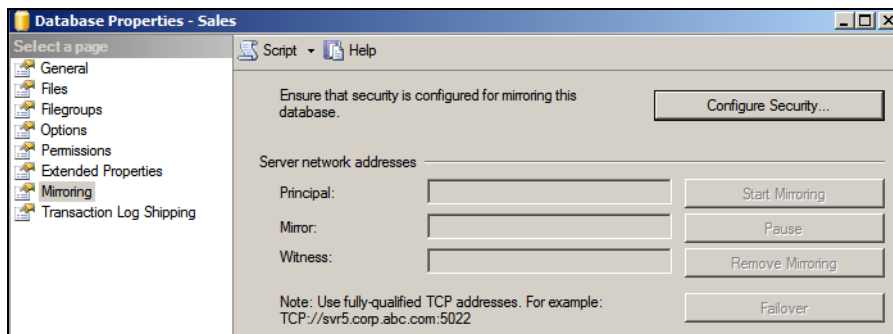 Database Properties - Sales
Select a page
General
Files
Filegroups
Options
Permissions
Extended Properties
Mirroring
Transaction Log Shipping
Script
Help
Ensure that security is configured for mirroring this
database.
Configure Security...
Server network addresses
Principal:
Start Mirroring
Mirror:
Pause
Witness:
Remove Mirroring
Note: Use fully-qualified TCP addresses. For example:
TCP://svr5.corp.abc.com:5022
Failover